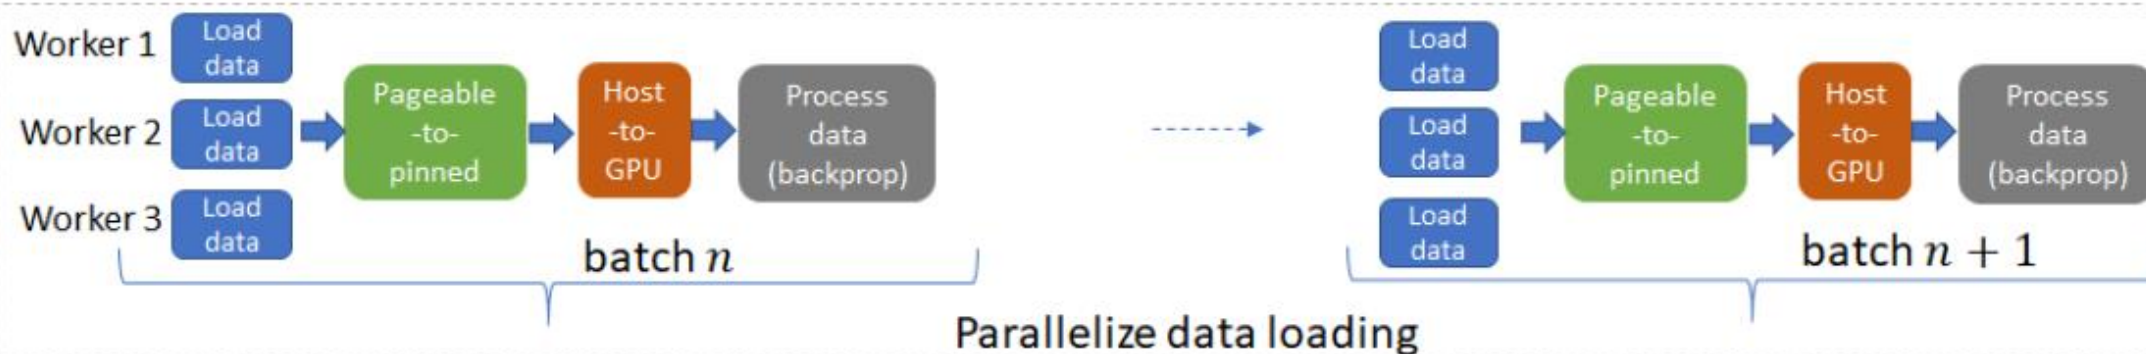 Worker 1
Load
data
Worker 2
Load
data
Worker 3
Load
data
Pageable
-to-
pinned
Host
-to-
GPU
Process
data
(backprop)
batch n
Load
data
Load
data
Load
data
Pageable
-to-
pinned
Host
-to-
GPU
Process
data
(backprop)
batch n + 1
Parallelize data loading